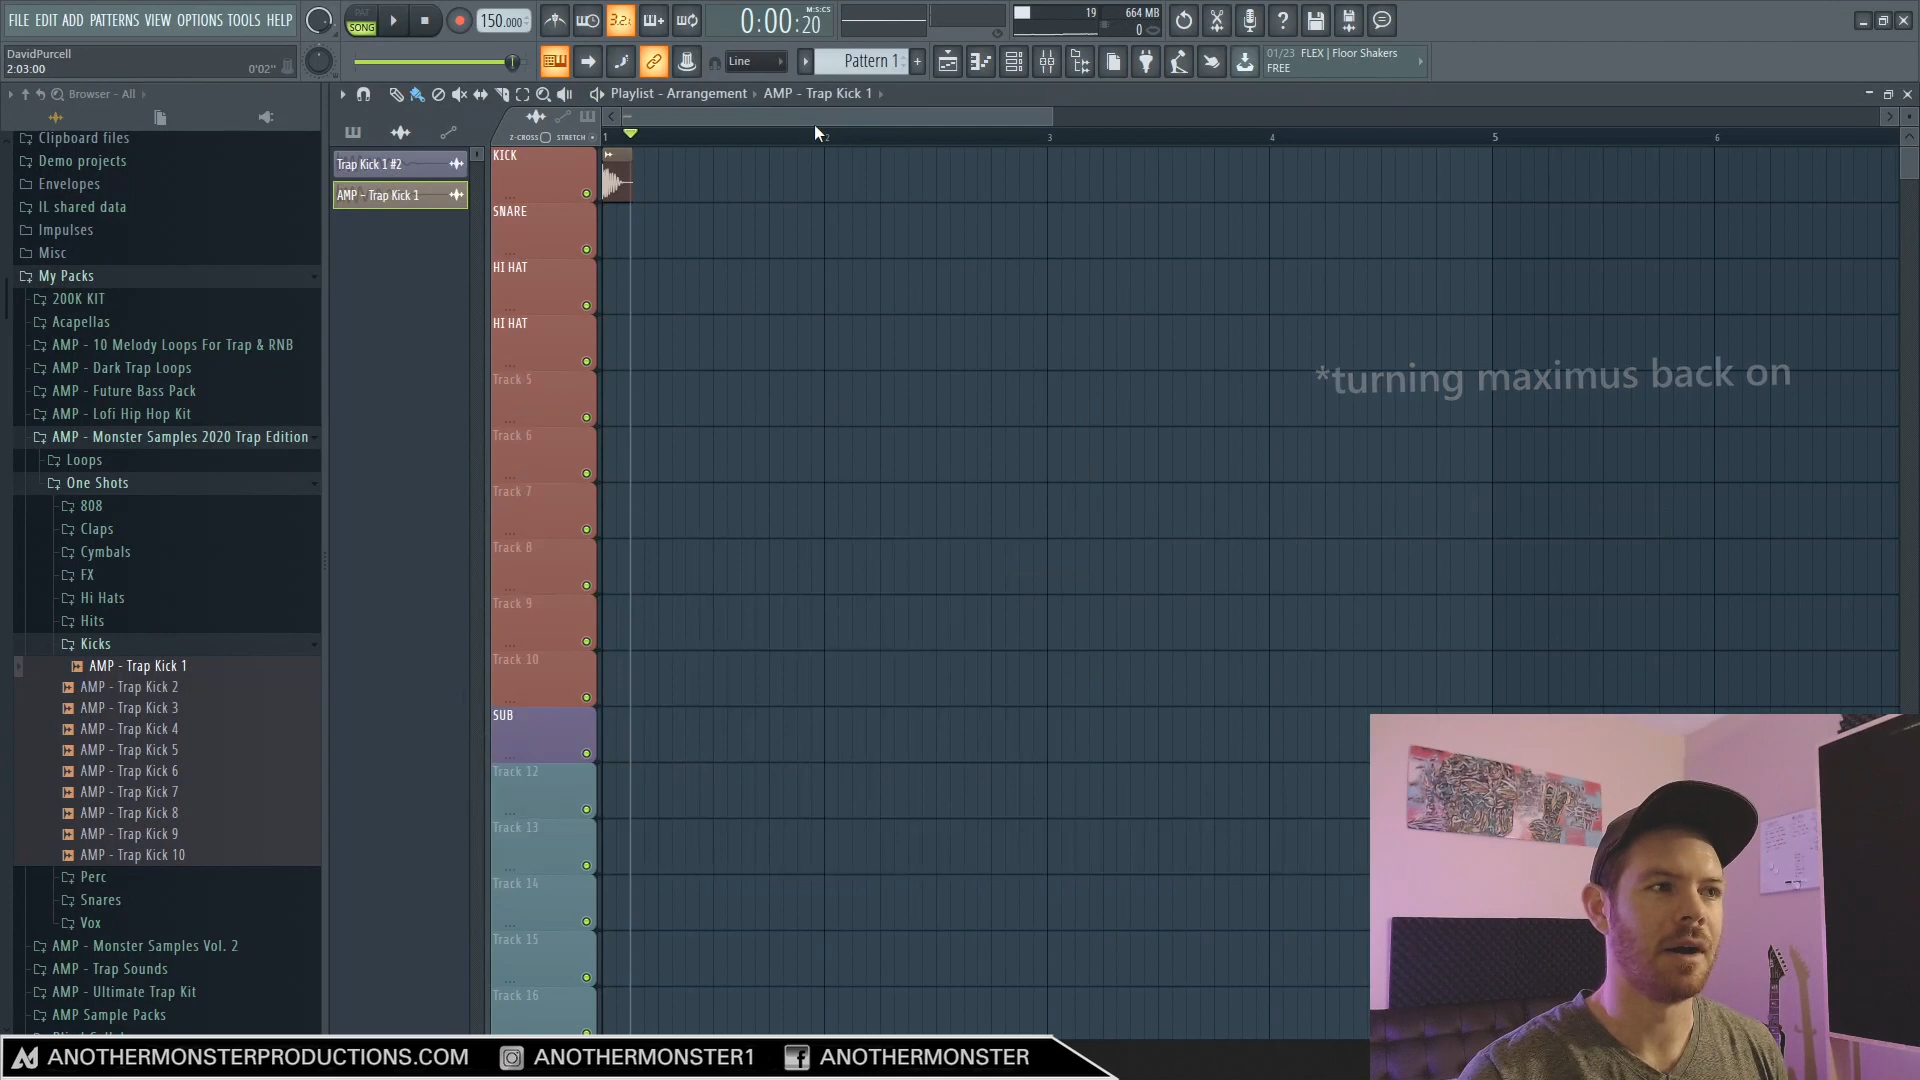 FILE EDIT ADD PATTERNS VIEW OPTIONS TOOLS HELP
PAT
SONG
150.000
3.2.
0:00:20
M:S:CS
19
664 MB
0
DavidPurcell
2:03:00
0'02"
Line
Pattern 1
01/23 FLEX | Floor Shakers
FREE
Browser - All
Playlist - Arrangement
AMP - Trap Kick 1
Z-CROSS
STRETCH
1
2
3
4
5
6
Clipboard files
Demo projects
Envelopes
IL shared data
Impulses
Misc
My Packs
200K KIT
Acapellas
AMP - 10 Melody Loops For Trap & RNB
AMP - Dark Trap Loops
AMP - Future Bass Pack
AMP - Lofi Hip Hop Kit
AMP - Monster Samples 2020 Trap Edition
Loops
One Shots
808
Claps
Cymbals
FX
Hi Hats
Hits
Kicks
AMP - Trap Kick 1
AMP - Trap Kick 2
AMP - Trap Kick 3
AMP - Trap Kick 4
AMP - Trap Kick 5
AMP - Trap Kick 6
AMP - Trap Kick 7
AMP - Trap Kick 8
AMP - Trap Kick 9
AMP - Trap Kick 10
Perc
Snares
Vox
AMP - Monster Samples Vol. 2
AMP - Trap Sounds
AMP - Ultimate Trap Kit
AMP Sample Packs
Trap Kick 1 #2
AMP - Trap Kick 1
KICK
SNARE
HI HAT
HI HAT
Track 5
Track 6
Track 7
Track 8
Track 9
Track 10
SUB
Track 12
Track 13
Track 14
Track 15
Track 16
*turning maximus back on
ANOTHERMONSTERPRODUCTIONS.COM
ANOTHERMONSTER1
ANOTHERMONSTER